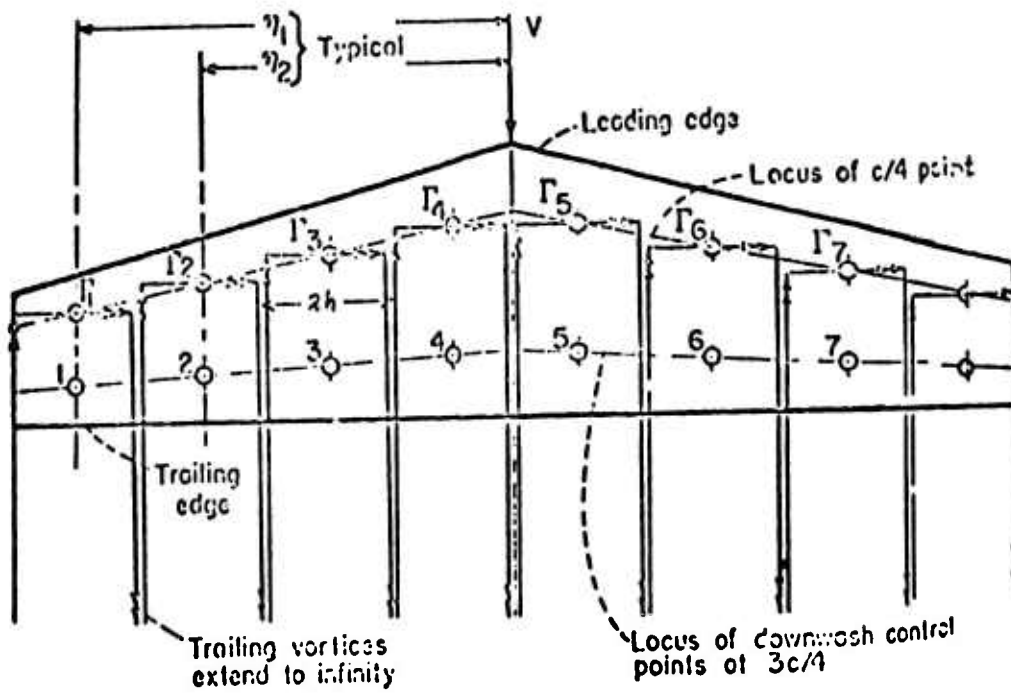 η1
η2
Typical
V
Leading edge
Locus of c/4 point
Γ2
Γ3
Γ4
Γ5
Γ6
Γ7
2h
1
2
3
4
5
6
7
Trailing
edge
Trailing vortices
extend to infinity
Locus of downwash control
points at 3c/4